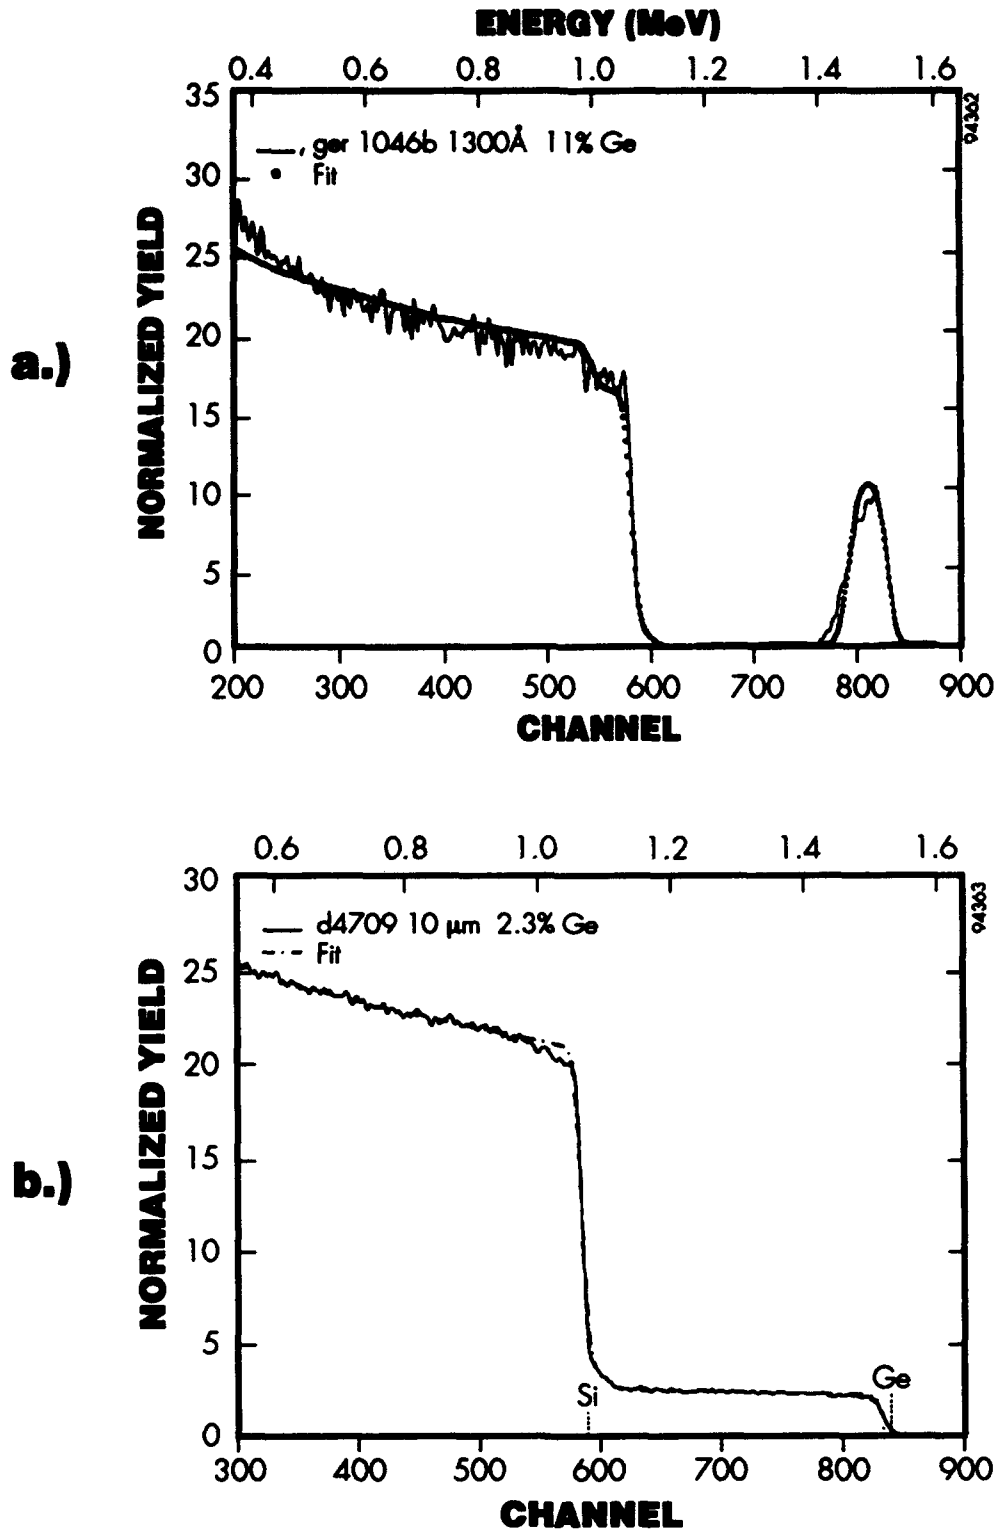 ENERGY (MeV)
0.4 0.6 0.8 1.0 1.2 1.4 1.6
35
30
25
20
15
10
5
0
NORMALIZED YIELD
a.)
ger 1046b 1300Å 11% Ge
Fit
94362
200 300 400 500 600 700 800 900
CHANNEL
0.6 0.8 1.0 1.2 1.4 1.6
30
25
20
15
10
5
0
NORMALIZED YIELD
b.)
d4709 10 μm 2.3% Ge
Fit
94363
Si
Ge
300 400 500 600 700 800 900
CHANNEL